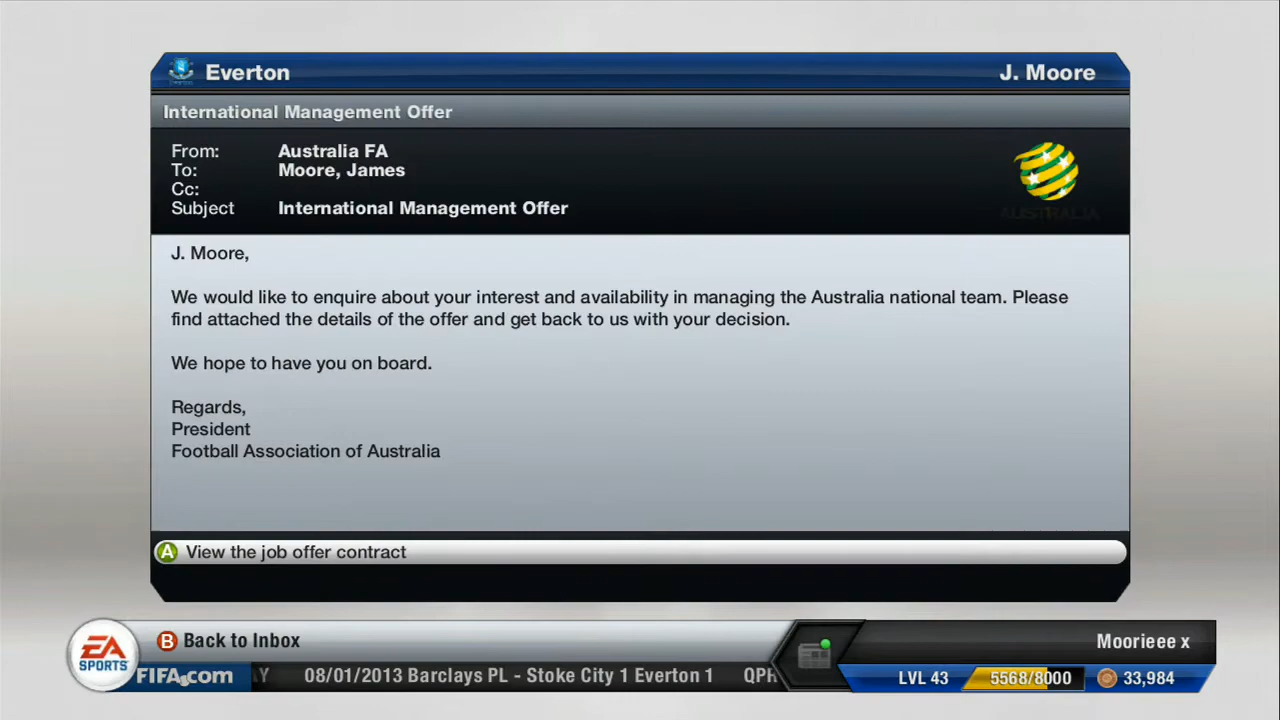 Everton
J. Moore
International Management Offer
From: Australia FA
To: Moore, James
Cc:
Subject International Management Offer
AUSTRALIA
J. Moore,
We would like to enquire about your interest and availability in managing the Australia national team. Please
find attached the details of the offer and get back to us with your decision.
We hope to have you on board.
Regards,
President
Football Association of Australia
A View the job offer contract
B Back to Inbox
Moorieee x
EA
SPORTS
FIFA.com
08/01/2013 Barclays PL - Stoke City 1 Everton 1
LVL 43
5568/8000
33,984